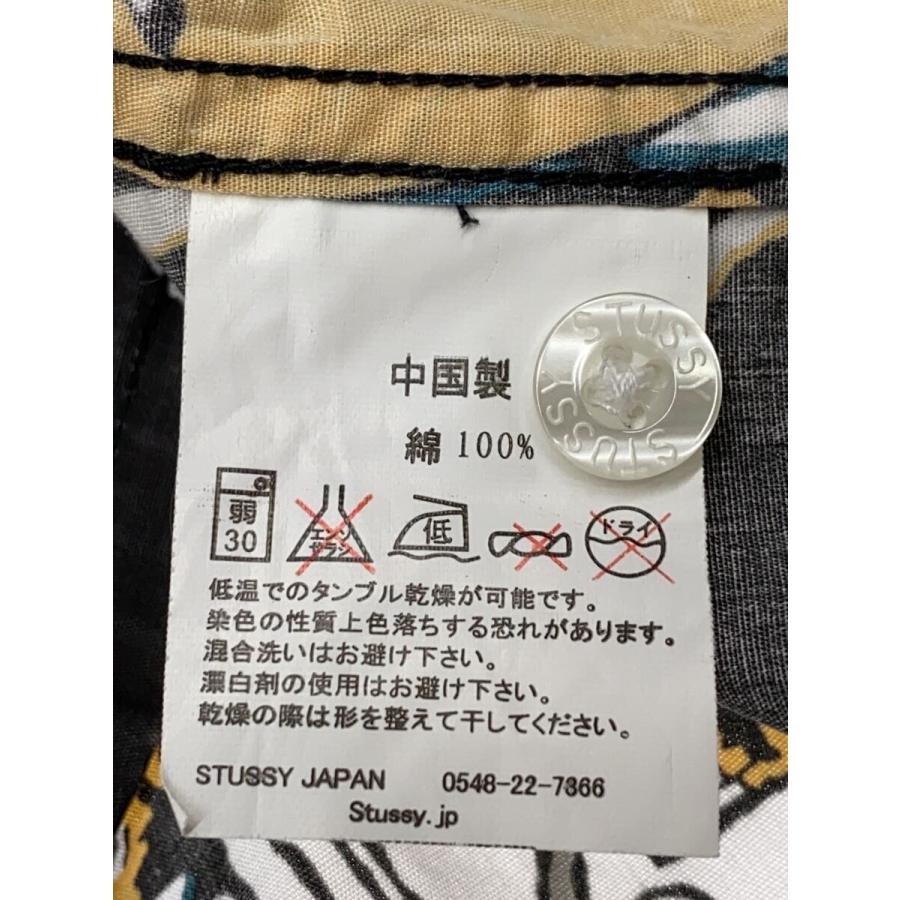 STUSSY
STUSSY
中国製
綿 100%
弱
30
エンソ
サラシ
低
ドライ
低温でのタンブル乾燥が可能です。
染色の性質上色落ちする恐れがあります。
混合洗いはお避け下さい。
漂白剤の使用はお避け下さい。
乾燥の際は形を整えて干してください。
STUSSY JAPAN 0548-22-7366
Stussy.jp